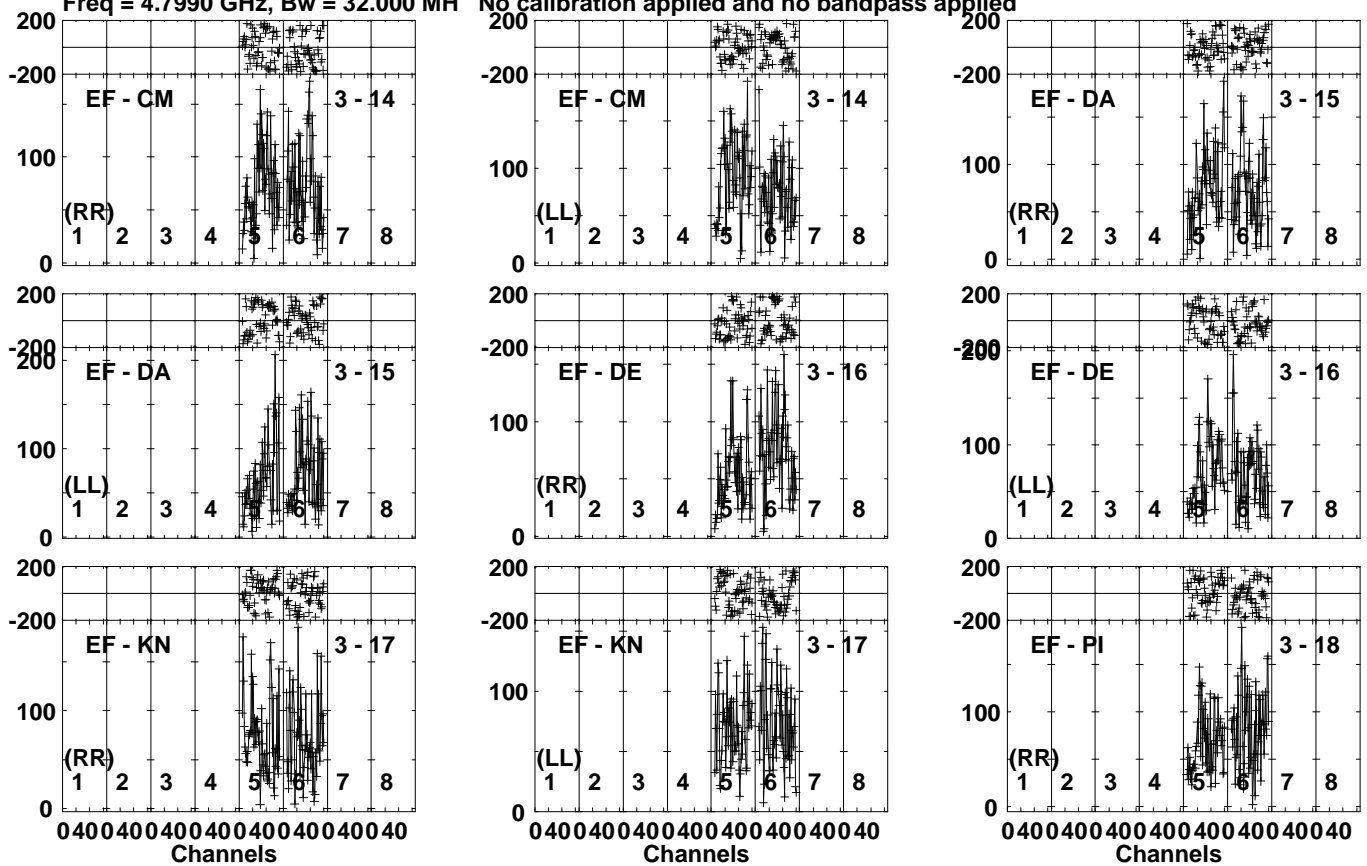 Freq = 4.7990 GHz, Bw = 32.000 MH No calibration applied and no bandpass applied
200
-200
EF - CM 3 - 14
100
(RR)
1 2 3 4 5 6 7 8
0
EF - CM 3 - 14
100
(LL)
1 2 3 4 5 6 7 8
0
200
-200
EF - DA 3 - 15
100
(RR)
1 2 3 4 5 6 7 8
0
200
-200
200
EF - DA 3 - 15
100
(LL)
1 2 3 4 5 6 7 8
0
200
-200
EF - DE 3 - 16
100
(RR)
1 2 3 4 5 6 7 8
0
200
-200
200
EF - DE 3 - 16
100
(LL)
1 2 3 4 5 6 7 8
0
200
-200
EF - KN 3 - 17
100
(RR)
1 2 3 4 5 6 7 8
0
0 40 0 40 0 40 0 40 0 40 0 40 0 40 0 40
Channels
200
-200
EF - KN 3 - 17
100
(LL)
1 2 3 4 5 6 7 8
0
0 40 0 40 0 40 0 40 0 40 0 40 0 40 0 40
Channels
200
-200
EF - PI 3 - 18
100
(RR)
1 2 3 4 5 6 7 8
0
0 40 0 40 0 40 0 40 0 40 0 40 0 40 0 40
Channels